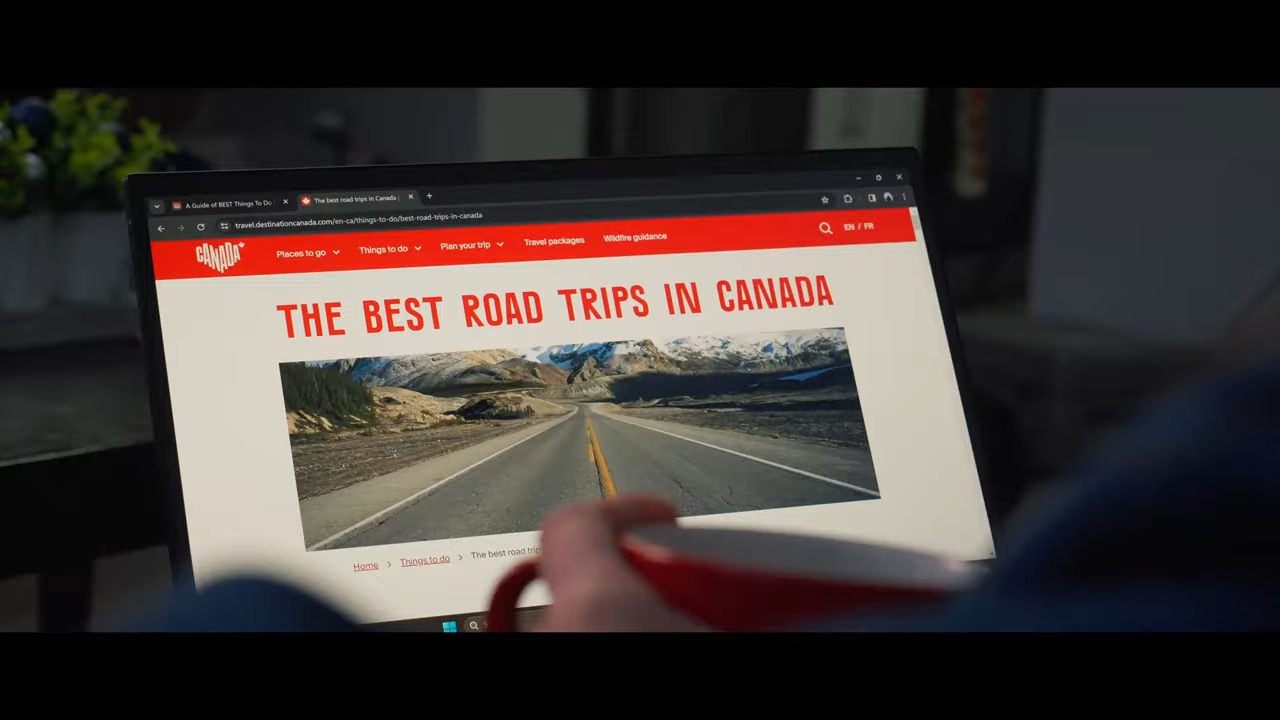 A Guide of BEST Things To Do
The best road trips in Canada |
travel.destinationcanada.com/en-ca/things-to-do/best-road-trips-in-canada
CANADA
Places to go
Things to do
Plan your trip
Travel packages
Wildfire guidance
EN / FR
THE BEST ROAD TRIPS IN CANADA
Home > Things to do > The best road trip